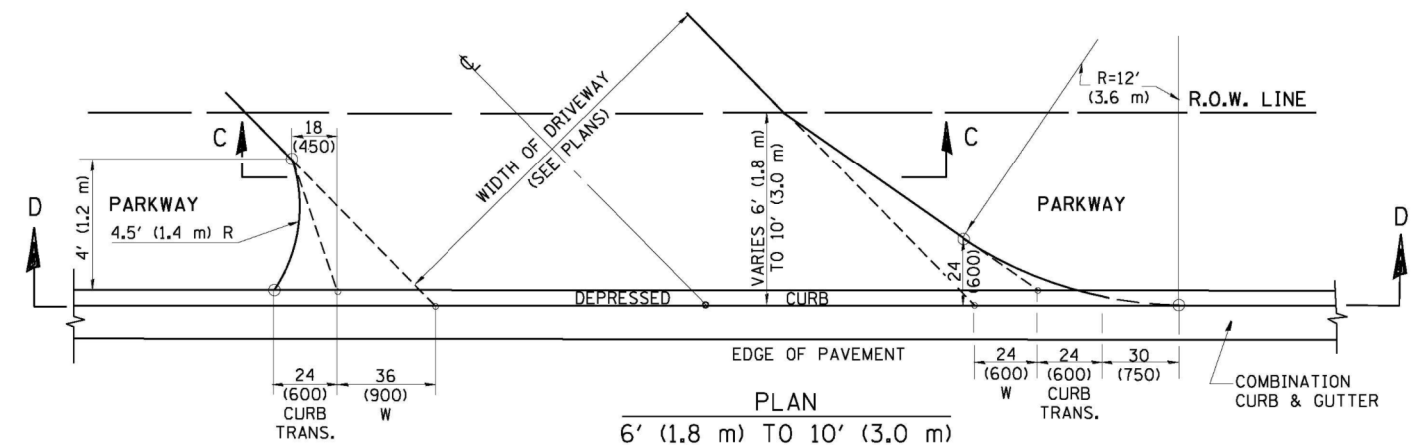 ℄
R=12'
(3.6 m)
R.O.W. LINE
C
18
(450)
WIDTH OF DRIVEWAY
(SEE PLANS)
C
4' (1.2 m)
PARKWAY
4.5' (1.4 m) R
VARIES 6' (1.8 m)
TO 10' (3.0 m)
PARKWAY
D
D
24
(600)
DEPRESSED CURB
EDGE OF PAVEMENT
24
(600)
CURB
TRANS.
36
(900)
W
24
(600)
W
24
(600)
CURB
TRANS.
30
(750)
COMBINATION
CURB & GUTTER
PLAN
6' (1.8 m) TO 10' (3.0 m)